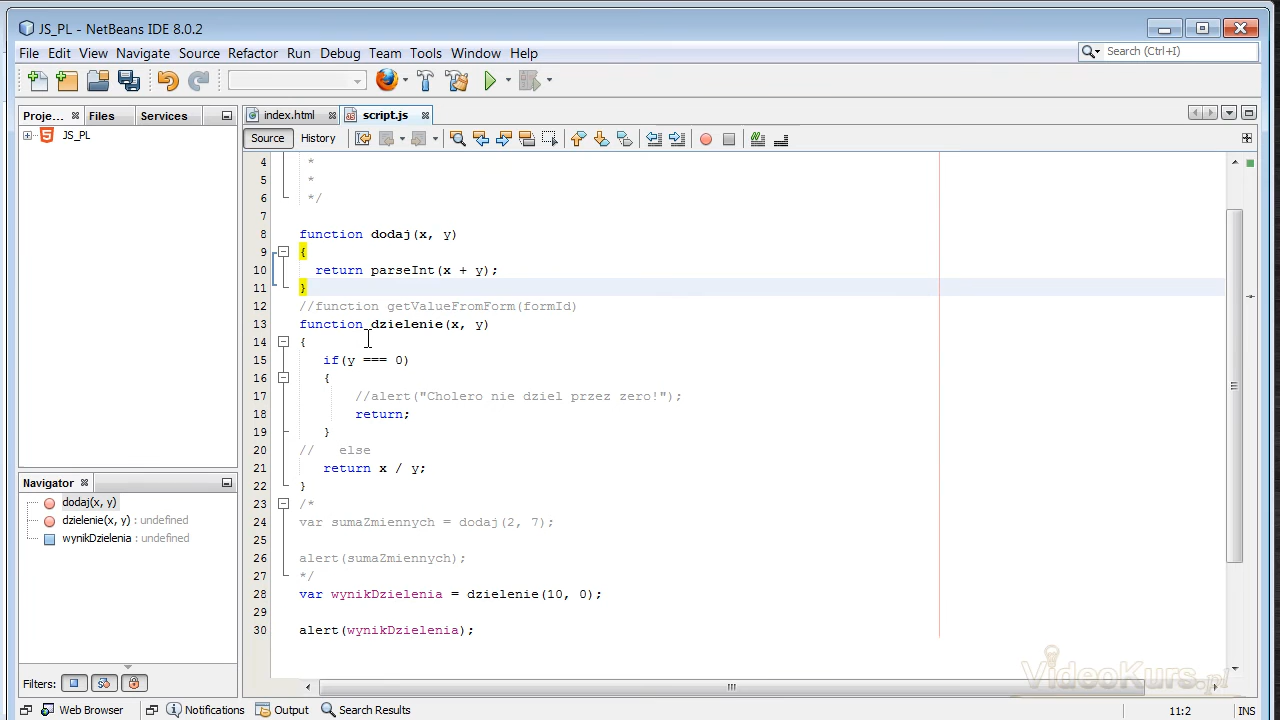 JS_PL - NetBeans IDE 8.0.2
File Edit View Navigate Source Refactor Run Debug Team Tools Window Help
Search (Ctrl+I)
Proje... Files Services
index.html script.js
JS_PL
Source History
4 *
5 *
6 */
7
8 function dodaj(x, y)
9 {
10 return parseInt(x + y);
11 }
12 //function getValueFromForm(formId)
13 function dzielenie(x, y)
14 {
15 if(y === 0)
16 {
17 //alert("Cholero nie dziel przez zero!");
18 return;
19 }
20 // else
21 return x / y;
22 }
23 /*
24 var sumaZmiennych = dodaj(2, 7);
25
26 alert(sumaZmiennych);
27 */
28 var wynikDzielenia = dzielenie(10, 0);
29
30 alert(wynikDzielenia);
Navigator
dodaj(x, y)
dzielenie(x, y) : undefined
wynikDzielenia : undefined
Filters:
VideoKurs.pl
Web Browser Notifications Output Search Results
11:2 INS